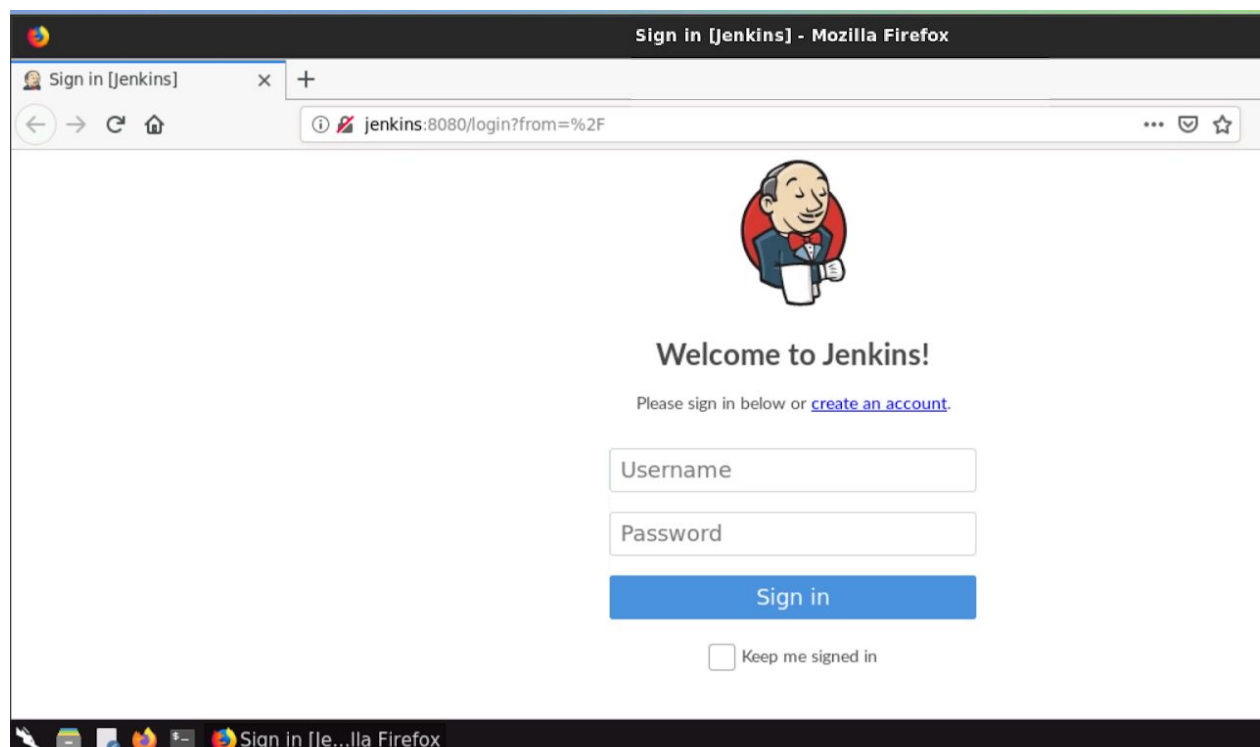 Sign in [Jenkins] - Mozilla Firefox
Sign in [Jenkins]
jenkins:8080/login?from=%2F
Welcome to Jenkins!
Please sign in below or create an account.
Username
Password
Sign in
Keep me signed in
Sign in [Je...lla Firefox